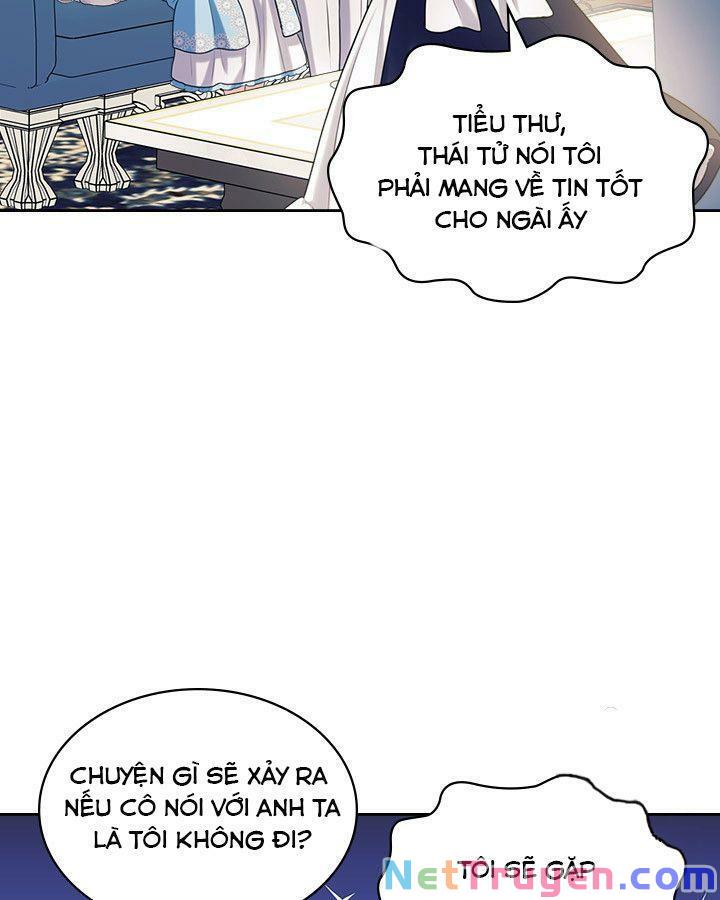 TIỂU THƯ,
THÁI TỬ NÓI TÔI
PHẢI MANG VỀ TIN TỐT
CHO NGÀI ẤY
CHUYỆN GÌ SẼ XẢY RA
NẾU CÔ NÓI VỚI ANH TA
LÀ TÔI KHÔNG ĐI?
TÔI SẼ GẶP
NetTruyen.com